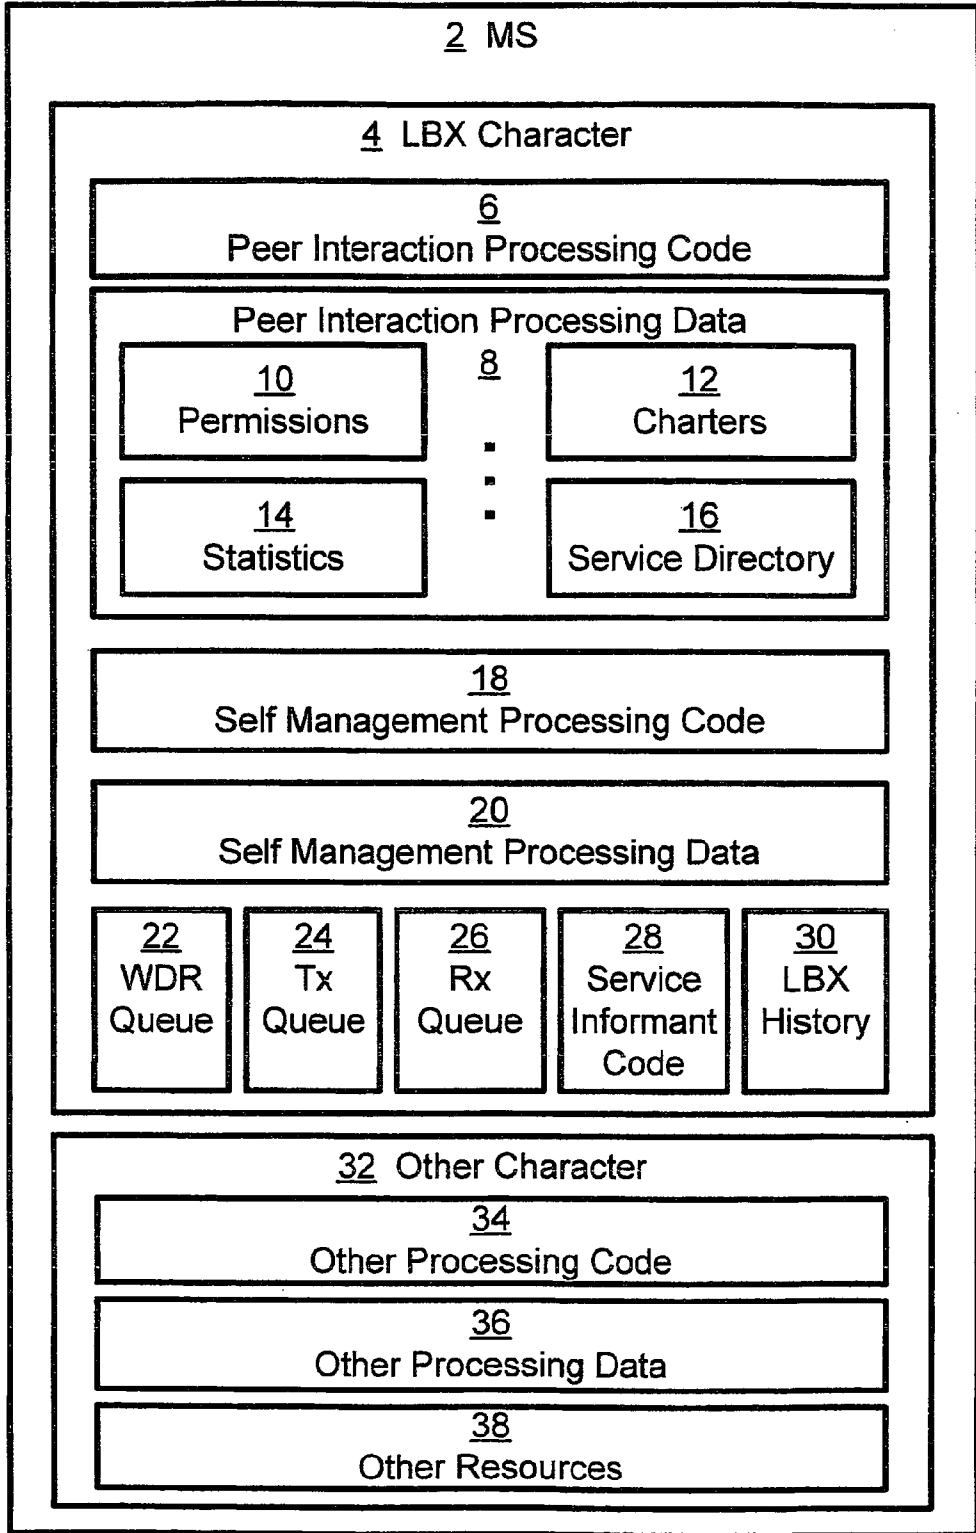 2 MS
4 LBX Character
6
Peer Interaction Processing Code
Peer Interaction Processing Data
8
10
Permissions
12
Charters
14
Statistics
16
Service Directory
18
Self Management Processing Code
20
Self Management Processing Data
22
WDR
Queue
24
Tx
Queue
26
Rx
Queue
28
Service
Informant
Code
30
LBX
History
32 Other Character
34
Other Processing Code
36
Other Processing Data
38
Other Resources